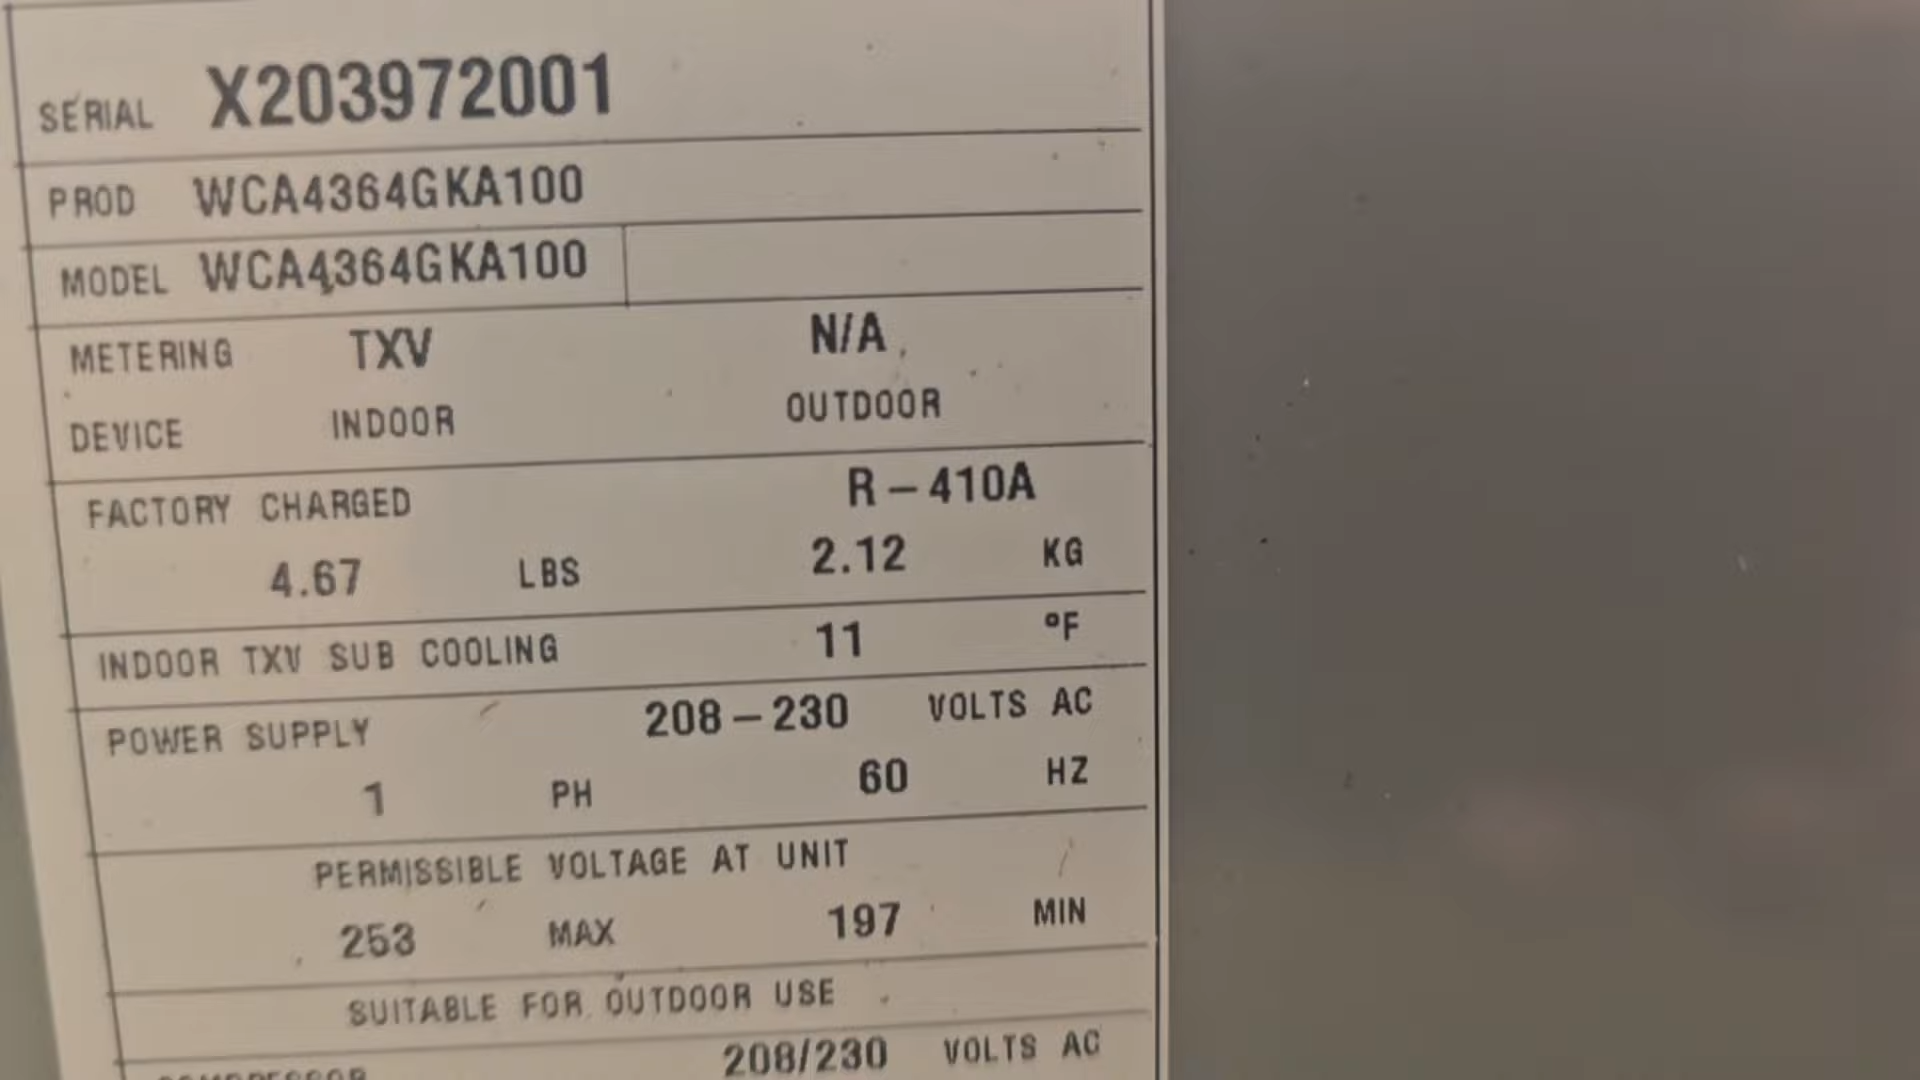 SERIAL X203972001
PROD WCA4364GKA100
MODEL WCA4364GKA100
METERING TXV N/A
DEVICE INDOOR OUTDOOR
FACTORY CHARGED R-410A
4.67 LBS 2.12 KG
INDOOR TXV SUB COOLING 11 °F
POWER SUPPLY 208-230 VOLTS AC
1 PH 60 HZ
PERMISSIBLE VOLTAGE AT UNIT
253 MAX 197 MIN
SUITABLE FOR OUTDOOR USE
COMPRESSOR 208/230 VOLTS AC